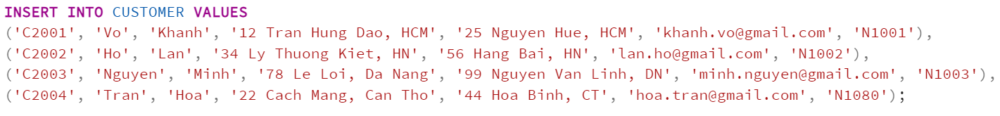 INSERT INTO CUSTOMER VALUES
('C2001', 'Vo', 'Khanh', '12 Tran Hung Dao, HCM', '25 Nguyen Hue, HCM', 'khanh.vo@gmail.com', 'N1001'),
('C2002', 'Ho', 'Lan', '34 Ly Thuong Kiet, HN', '56 Hang Bai, HN', 'lan.ho@gmail.com', 'N1002'),
('C2003', 'Nguyen', 'Minh', '78 Le Loi, Da Nang', '99 Nguyen Van Linh, DN', 'minh.nguyen@gmail.com', 'N1003'),
('C2004', 'Tran', 'Hoa', '22 Cach Mang, Can Tho', '44 Hoa Binh, CT', 'hoa.tran@gmail.com', 'N1080');